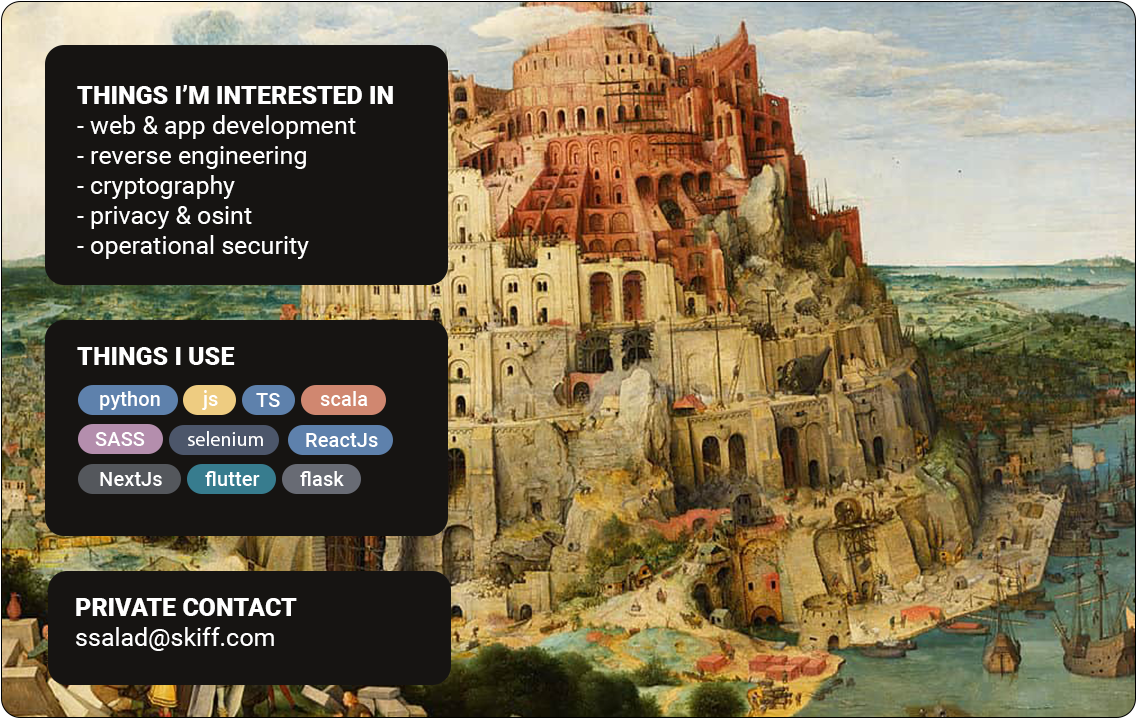 THINGS I’M INTERESTED IN
- web & app development
- reverse engineering
- cryptography
- privacy & osint
- operational security
THINGS I USE
python js TS scala
SASS selenium ReactJs
NextJs flutter flask
PRIVATE CONTACT
ssalad@skiff.com